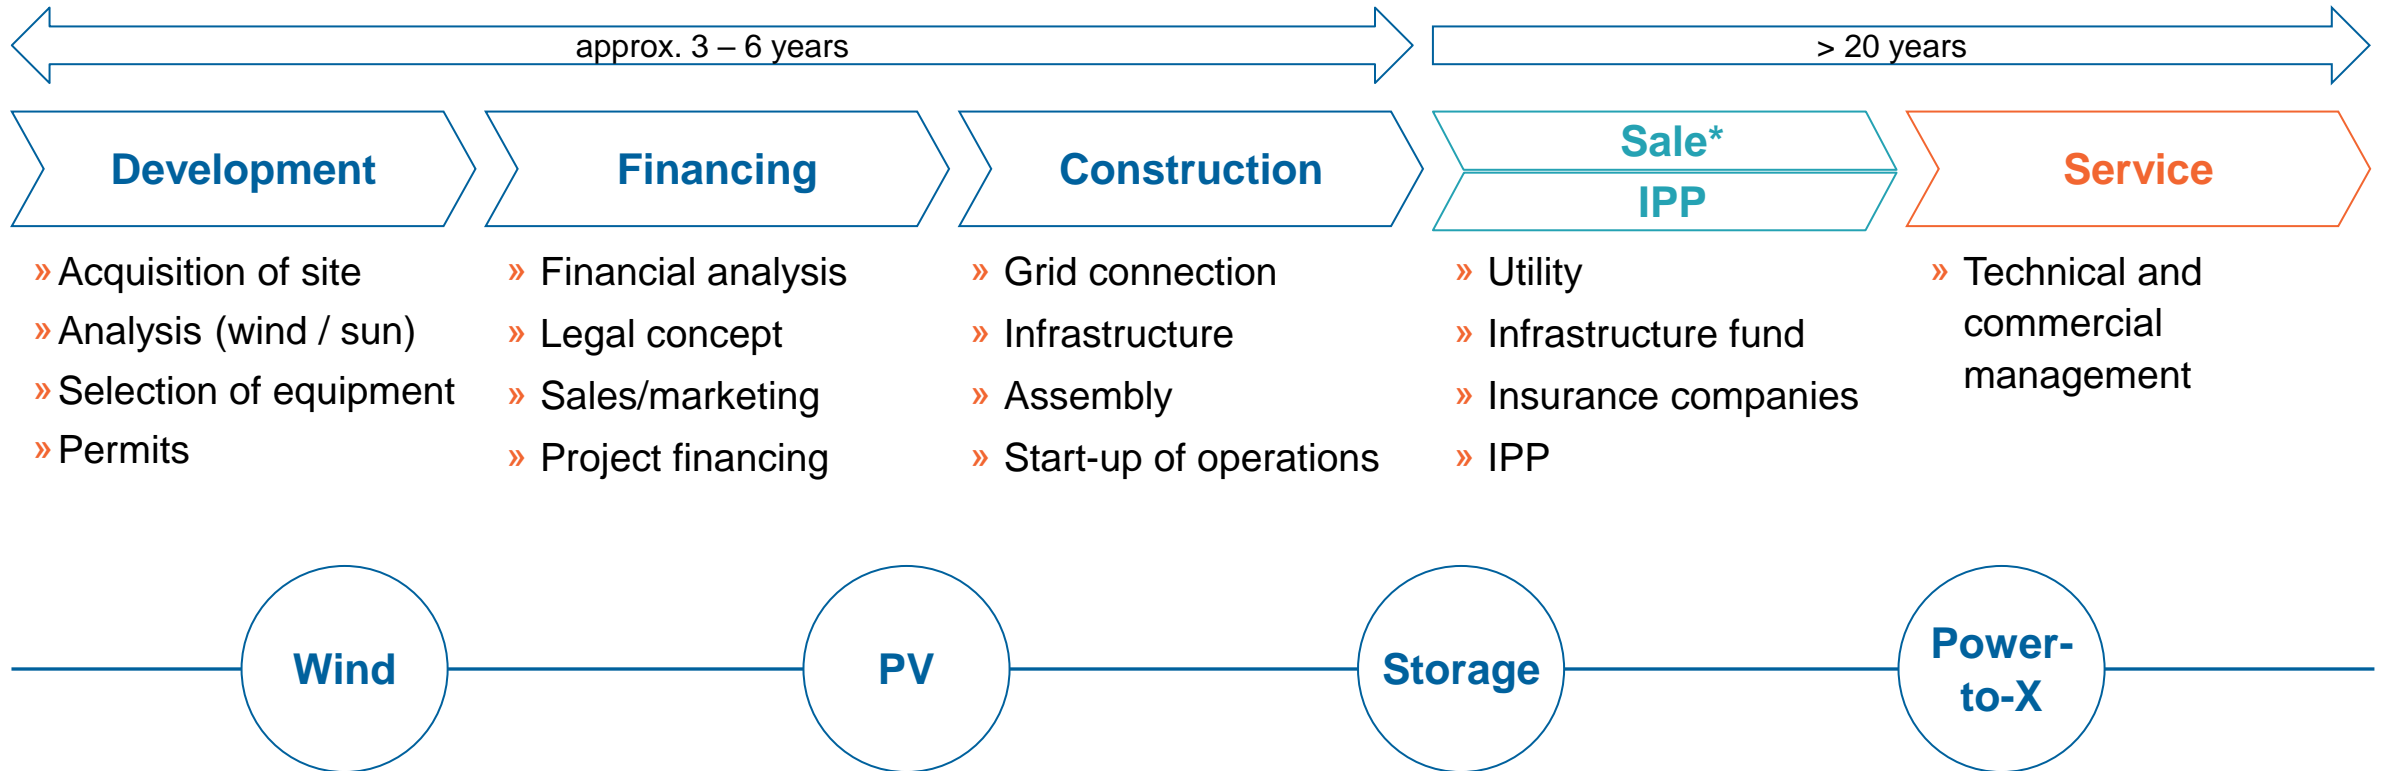 approx. 3 – 6 years
> 20 years
Development
Financing
Construction
Sale*
IPP
Service
» Acquisition of site
» Analysis (wind / sun)
» Selection of equipment
» Permits
» Financial analysis
» Legal concept
» Sales/marketing
» Project financing
» Grid connection
» Infrastructure
» Assembly
» Start-up of operations
» Utility
» Infrastructure fund
» Insurance companies
» IPP
» Technical and
commercial
management
Wind
PV
Storage
Power-
to-X